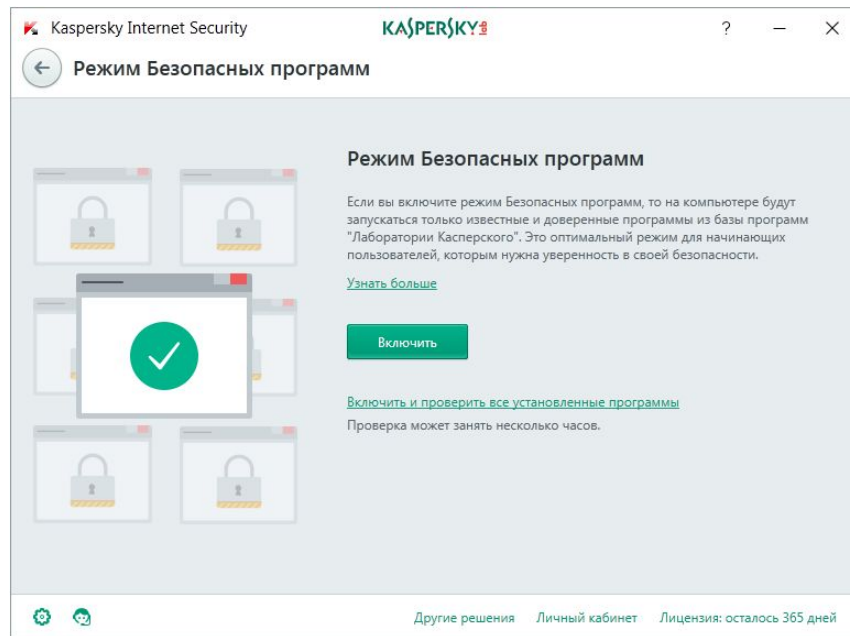 Kaspersky Internet Security
KASPERSKY lab
?
Режим Безопасных программ
Режим Безопасных программ
Если вы включите режим Безопасных программ, то на компьютере будут
запускаться только известные и доверенные программы из базы программ
"Лаборатории Касперского". Это оптимальный режим для начинающих
пользователей, которым нужна уверенность в своей безопасности.
Узнать больше
Включить
Включить и проверить все установленные программы
Проверка может занять несколько часов.
Другие решения Личный кабинет Лицензия: осталось 365 дней